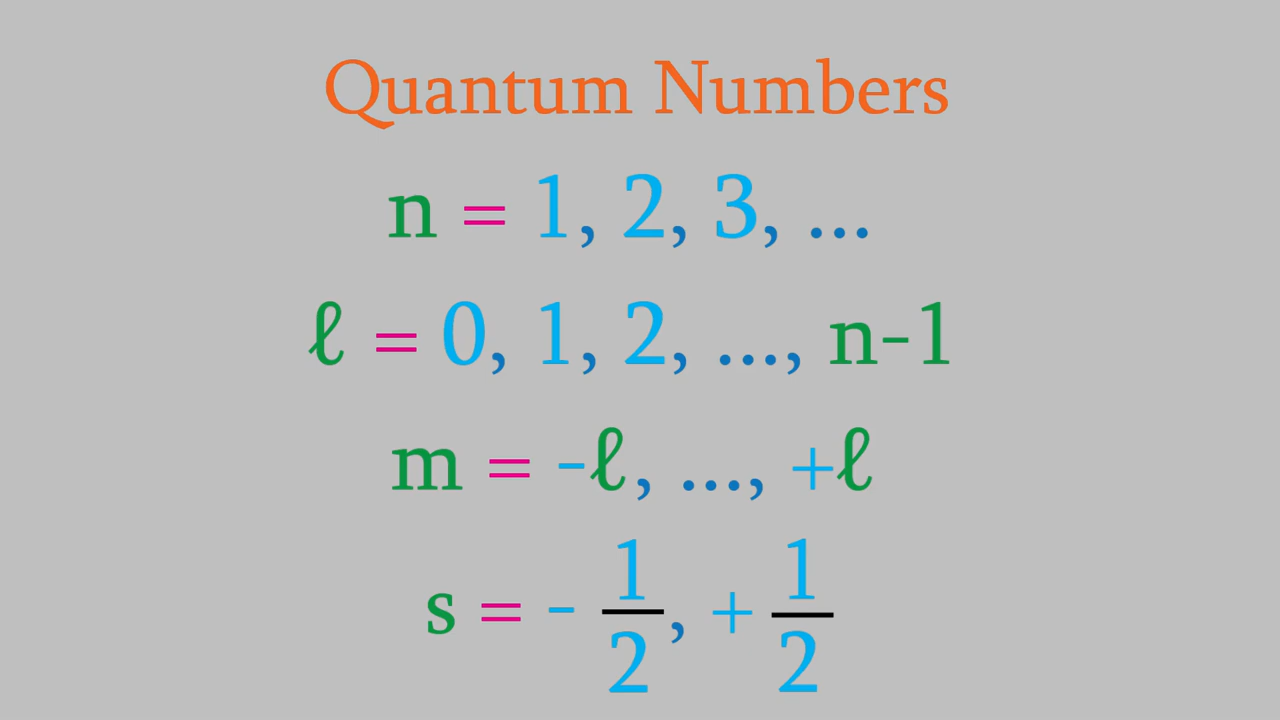 Quantum Numbers
n = 1, 2, 3, ...
ℓ = 0, 1, 2, ..., n-1
m = -ℓ, ..., +ℓ
s = - 1/2, + 1/2